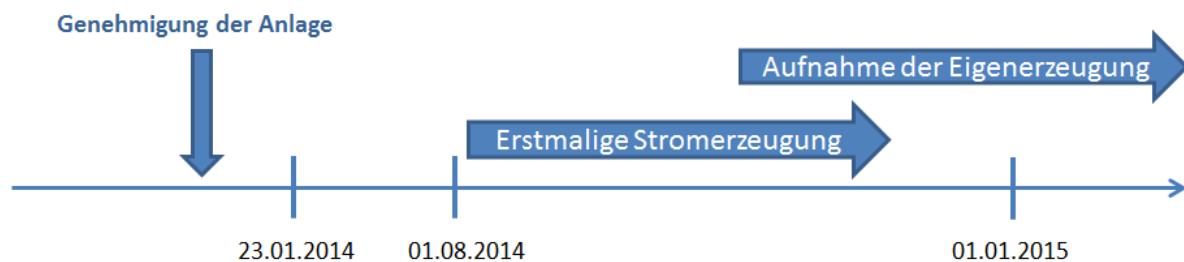 Genehmigung der Anlage
Aufnahme der Eigenerzeugung
Erstmalige Stromerzeugung
23.01.2014
01.08.2014
01.01.2015